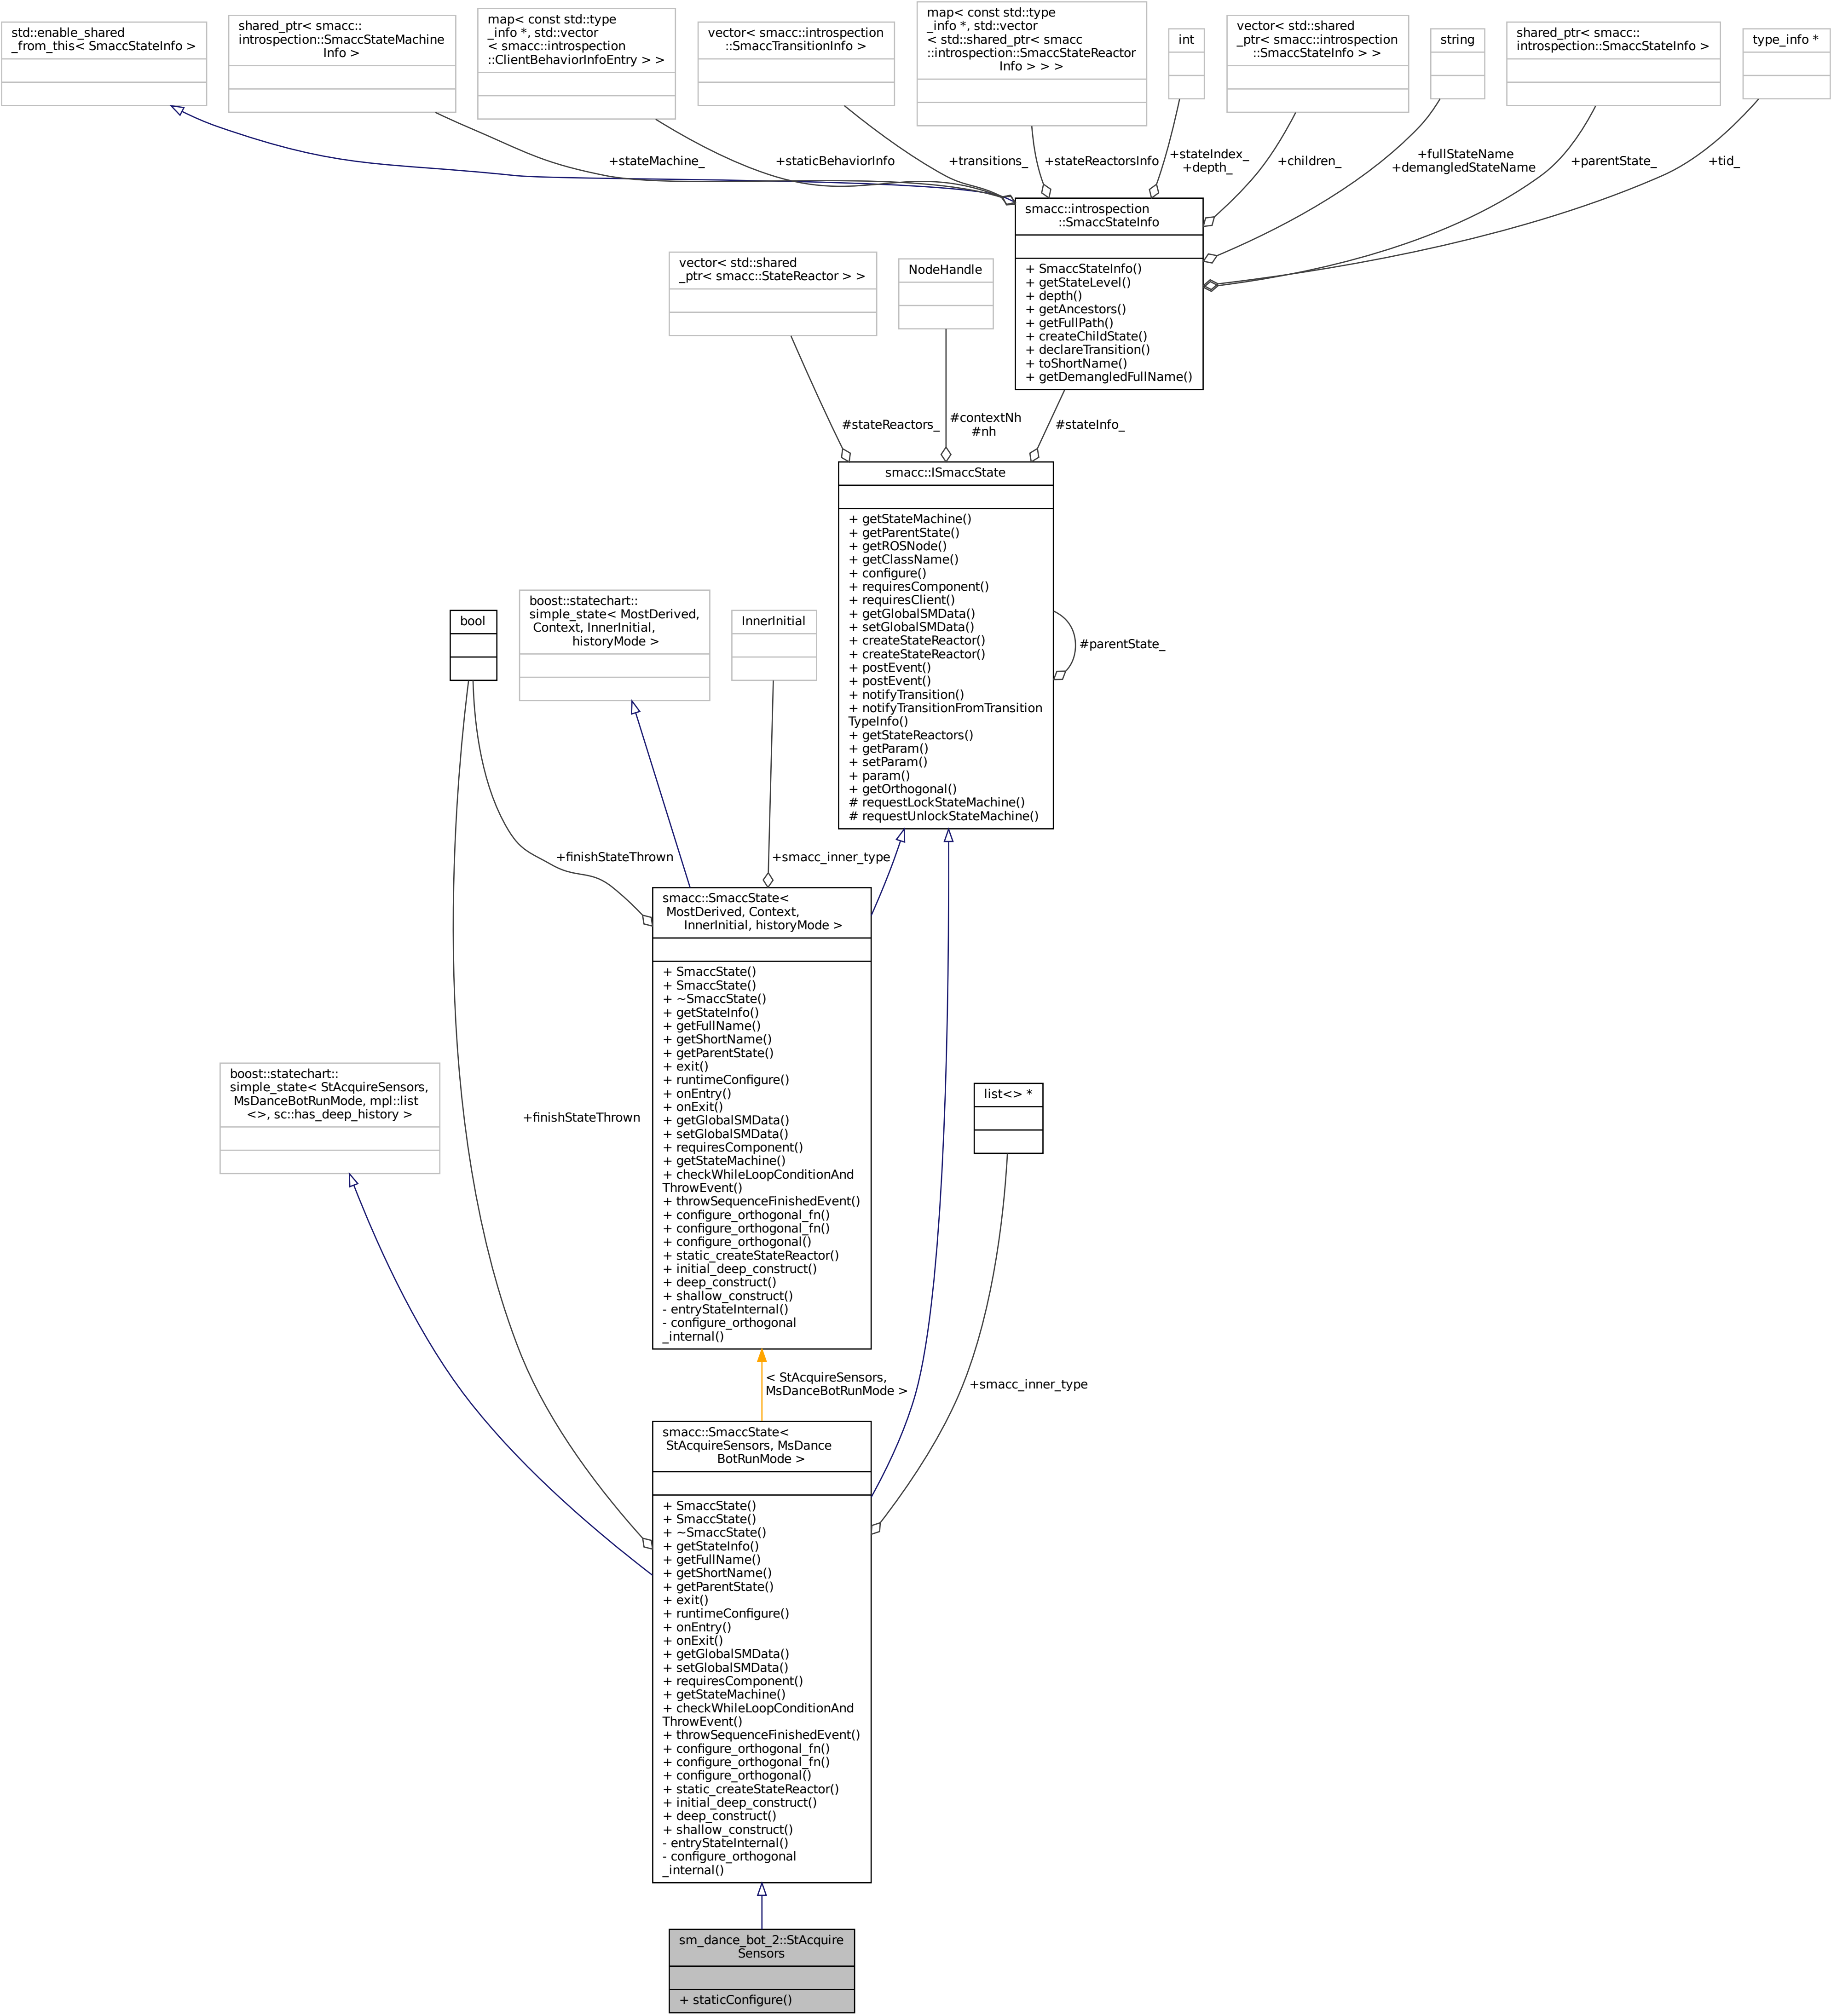 std::enable_shared
_from_this< SmaccStateInfo >
shared_ptr< smacc::
introspection::SmaccStateMachine
Info >
map< const std::type
_info *, std::vector
< smacc::introspection
::ClientBehaviorInfoEntry > >
vector< smacc::introspection
::SmaccTransitionInfo >
map< const std::type
_info *, std::vector
< std::shared_ptr< smacc
::introspection::SmaccStateReactor
Info > > >
int
vector< std::shared
_ptr< smacc::introspection
::SmaccStateInfo > >
string
shared_ptr< smacc::
introspection::SmaccStateInfo >
type_info *
+stateMachine_
+staticBehaviorInfo
+transitions_
+stateReactorsInfo
+stateIndex_
+depth_
+children_
+fullStateName
+demangledStateName
+parentState_
+tid_
smacc::introspection
::SmaccStateInfo
+ SmaccStateInfo()
+ getStateLevel()
+ depth()
+ getAncestors()
+ getFullPath()
+ createChildState()
+ declareTransition()
+ toShortName()
+ getDemangledFullName()
vector< std::shared
_ptr< smacc::StateReactor > >
NodeHandle
#stateReactors_
#contextNh
#nh
#stateInfo_
smacc::ISmaccState
+ getStateMachine()
+ getParentState()
+ getROSNode()
+ getClassName()
+ configure()
+ requiresComponent()
+ requiresClient()
+ getGlobalSMData()
+ setGlobalSMData()
+ createStateReactor()
+ createStateReactor()
+ postEvent()
+ postEvent()
+ notifyTransition()
+ notifyTransitionFromTransition
TypeInfo()
+ getStateReactors()
+ getParam()
+ setParam()
+ param()
+ getOrthogonal()
# requestLockStateMachine()
# requestUnlockStateMachine()
#parentState_
bool
boost::statechart::
simple_state< MostDerived,
Context, InnerInitial,
historyMode >
InnerInitial
+finishStateThrown
+smacc_inner_type
smacc::SmaccState<
MostDerived, Context,
InnerInitial, historyMode >
+ SmaccState()
+ SmaccState()
+ ~SmaccState()
+ getStateInfo()
+ getFullName()
+ getShortName()
+ getParentState()
+ exit()
+ runtimeConfigure()
+ onEntry()
+ onExit()
+ getGlobalSMData()
+ setGlobalSMData()
+ requiresComponent()
+ getStateMachine()
+ checkWhileLoopConditionAnd
ThrowEvent()
+ throwSequenceFinishedEvent()
+ configure_orthogonal_fn()
+ configure_orthogonal_fn()
+ configure_orthogonal()
+ static_createStateReactor()
+ initial_deep_construct()
+ deep_construct()
+ shallow_construct()
- entryStateInternal()
- configure_orthogonal
_internal()
boost::statechart::
simple_state< StAcquireSensors,
MsDanceBotRunMode, mpl::list
<>, sc::has_deep_history >
+finishStateThrown
list<> *
< StAcquireSensors,
MsDanceBotRunMode >
+smacc_inner_type
smacc::SmaccState<
StAcquireSensors, MsDance
BotRunMode >
+ SmaccState()
+ SmaccState()
+ ~SmaccState()
+ getStateInfo()
+ getFullName()
+ getShortName()
+ getParentState()
+ exit()
+ runtimeConfigure()
+ onEntry()
+ onExit()
+ getGlobalSMData()
+ setGlobalSMData()
+ requiresComponent()
+ getStateMachine()
+ checkWhileLoopConditionAnd
ThrowEvent()
+ throwSequenceFinishedEvent()
+ configure_orthogonal_fn()
+ configure_orthogonal_fn()
+ configure_orthogonal()
+ static_createStateReactor()
+ initial_deep_construct()
+ deep_construct()
+ shallow_construct()
- entryStateInternal()
- configure_orthogonal
_internal()
sm_dance_bot_2::StAcquire
Sensors
+ staticConfigure()